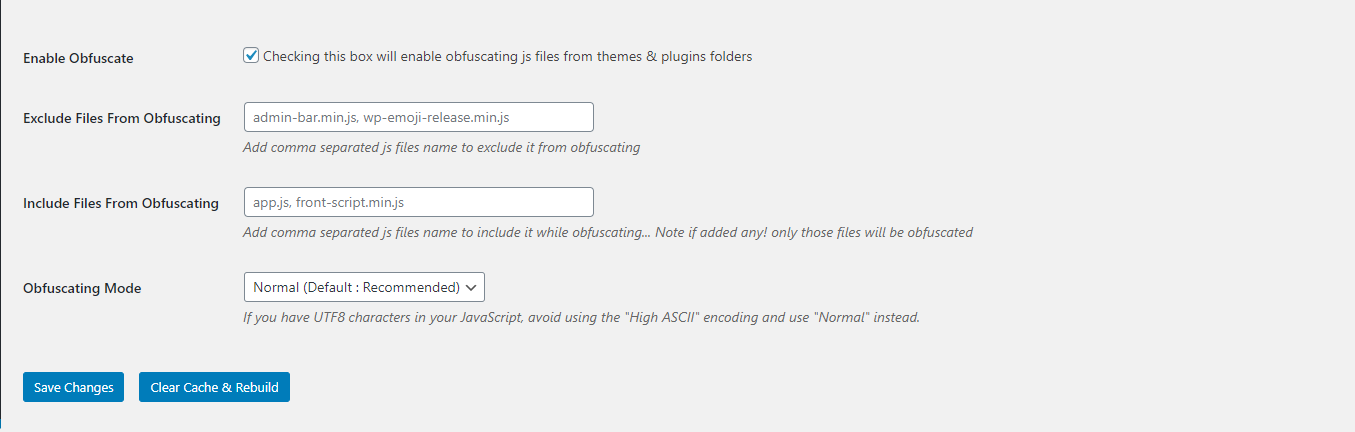 Enable Obfuscate
Checking this box will enable obfuscating js files from themes & plugins folders
Exclude Files From Obfuscating
admin-bar.min.js, wp-emoji-release.min.js
Add comma separated js files name to exclude it from obfuscating
Include Files From Obfuscating
app.js, front-script.min.js
Add comma separated js files name to include it while obfuscating... Note if added any! only those files will be obfuscated
Obfuscating Mode
Normal (Default : Recommended)
If you have UTF8 characters in your JavaScript, avoid using the "High ASCII" encoding and use "Normal" instead.
Save Changes
Clear Cache & Rebuild